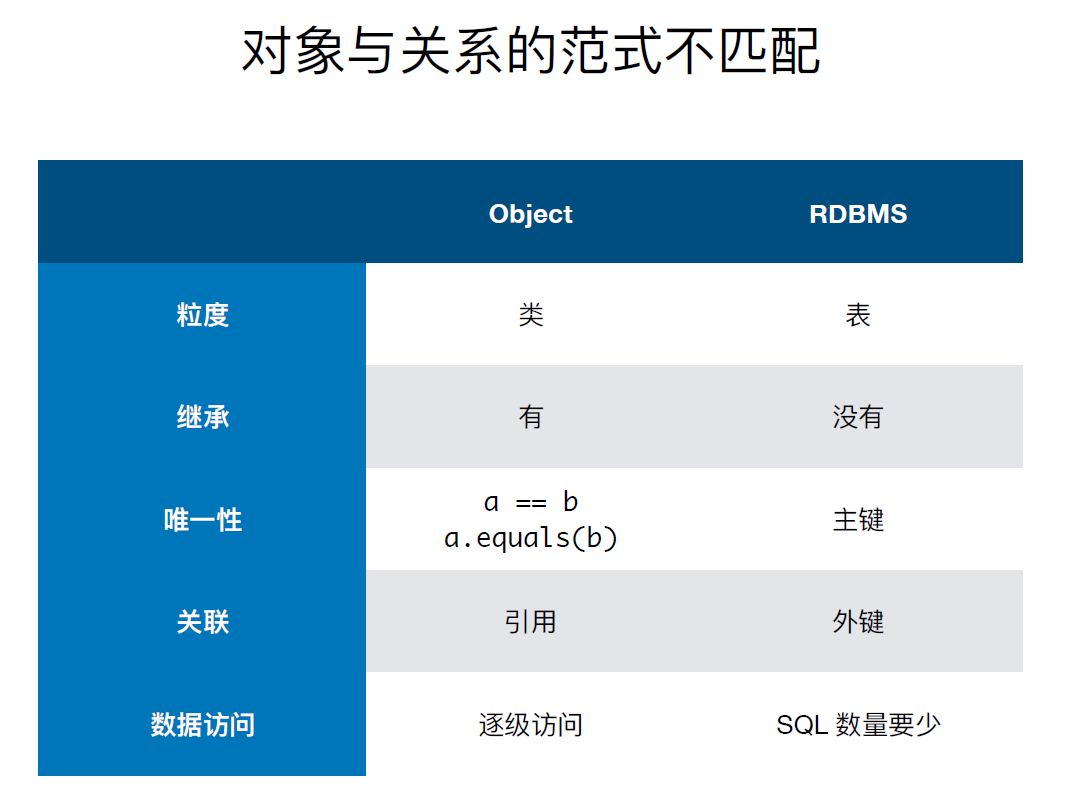 对象与关系的范式不匹配
Object RDBMS
粒度 类 表
继承 有 没有
唯一性 a == b
a.equals(b) 主键
关联 引用 外键
数据访问 逐级访问 SQL 数量要少